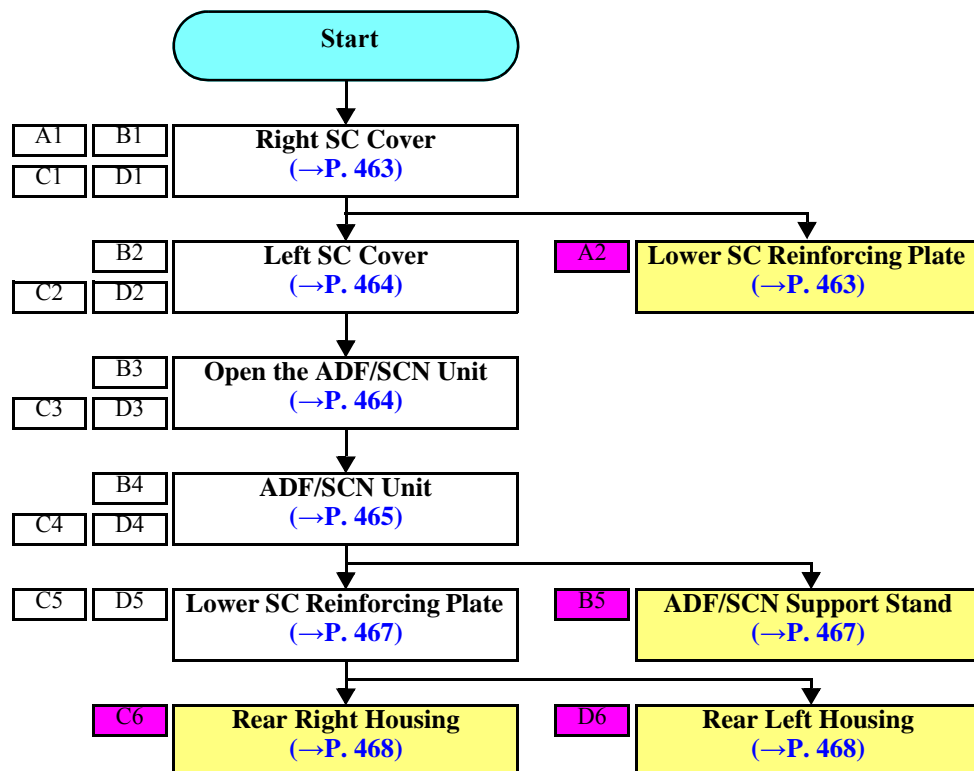 Start
A1 B1 Right SC Cover
C1 D1 (→P. 463)
B2 Left SC Cover A2 Lower SC Reinforcing Plate
C2 D2 (→P. 464) (→P. 463)
B3 Open the ADF/SCN Unit
C3 D3 (→P. 464)
B4 ADF/SCN Unit
C4 D4 (→P. 465)
C5 D5 Lower SC Reinforcing Plate B5 ADF/SCN Support Stand
(→P. 467) (→P. 467)
C6 Rear Right Housing D6 Rear Left Housing
(→P. 468) (→P. 468)